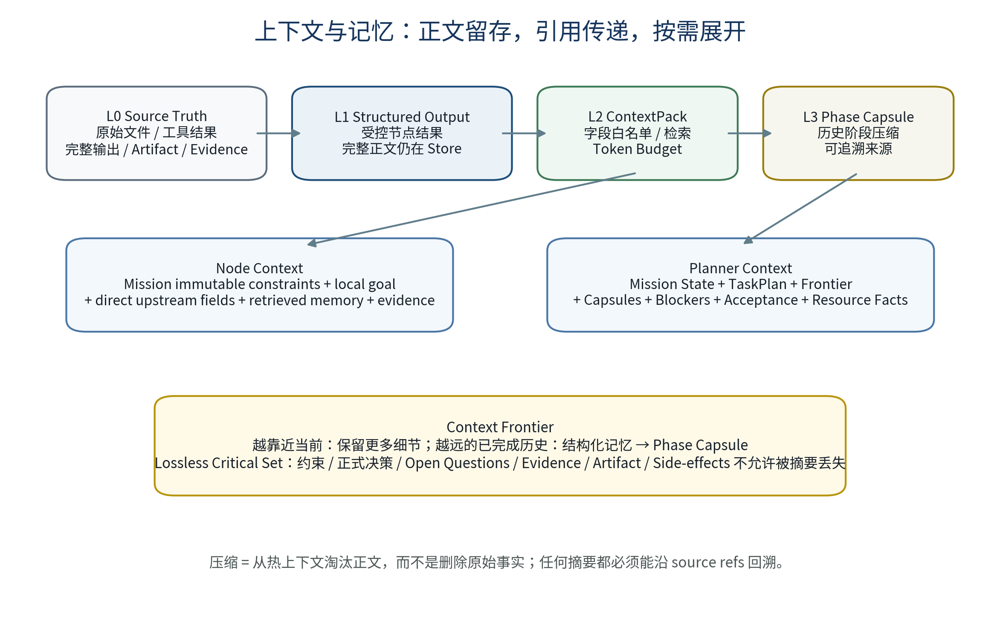 上下文与记忆：正文留存，引用传递，按需展开
L0 Source Truth
原始文件 / 工具结果
完整输出 / Artifact / Evidence
L1 Structured Output
受控节点结果
完整正文仍在 Store
L2 ContextPack
字段白名单 / 检索
Token Budget
L3 Phase Capsule
历史阶段压缩
可追溯来源
Node Context
Mission immutable constraints + local goal
+ direct upstream fields + retrieved memory + evidence
Planner Context
Mission State + TaskPlan + Frontier
+ Capsules + Blockers + Acceptance + Resource Facts
Context Frontier
越靠近当前：保留更多细节；越远的已完成历史：结构化记忆 → Phase Capsule
Lossless Critical Set：约束 / 正式决策 / Open Questions / Evidence / Artifact / Side-effects 不允许被摘要丢失
压缩 = 从热上下文淘汰正文，而不是删除原始事实；任何摘要都必须能沿 source refs 回溯。